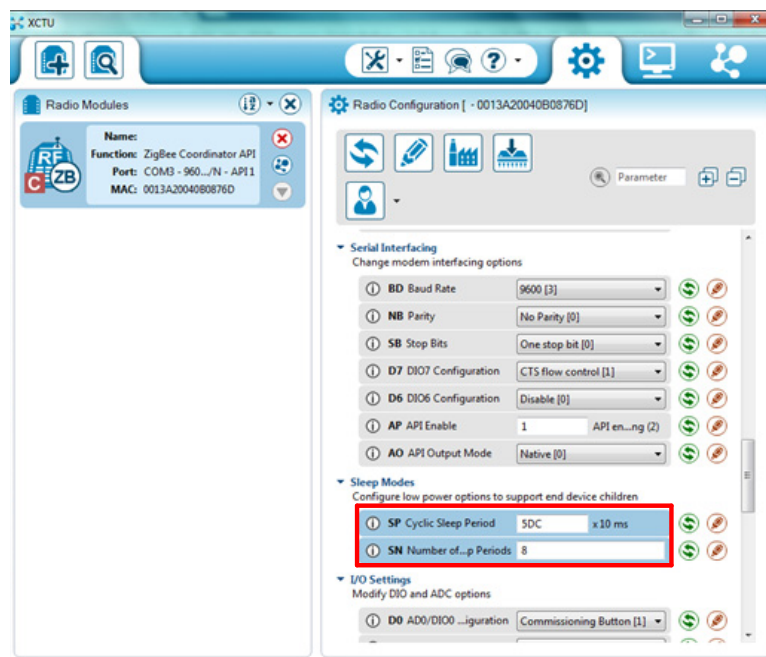 XCTU
Radio Modules
Name:
Function: ZigBee Coordinator API
Port: COM3 - 960.../N - API 1
MAC: 0013A20040B0876D
RF
C ZB
Radio Configuration [ - 0013A20040B0876D]
Parameter
Serial Interfacing
Change modem interfacing options
BD Baud Rate 9600 [3]
NB Parity No Parity [0]
SB Stop Bits One stop bit [0]
D7 DIO7 Configuration CTS flow control [1]
D6 DIO6 Configuration Disable [0]
AP API Enable 1 API en...ng (2)
AO API Output Mode Native [0]
Sleep Modes
Configure low power options to support end device children
SP Cyclic Sleep Period 5DC x 10 ms
SN Number of...p Periods 8
I/O Settings
Modify DIO and ADC options
D0 AD0/DIO0 ...iguration Commissioning Button [1]